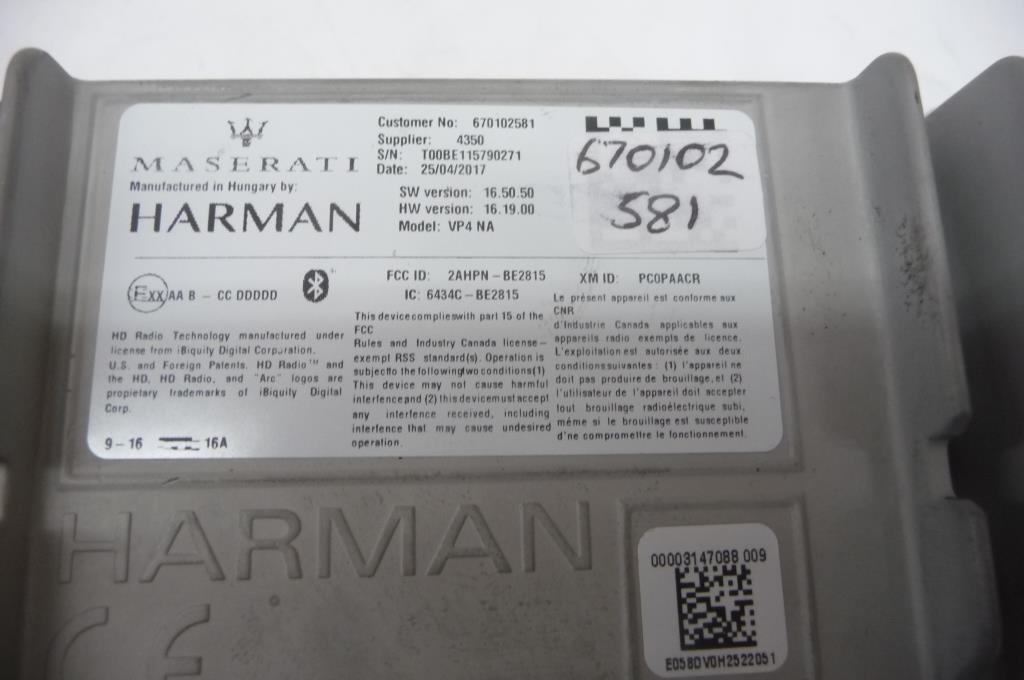 MASERATI
Manufactured in Hungary by:
HARMAN
Customer No: 670102581
Supplier: 4350
S/N: T00BE115790271
Date: 25/04/2017
SW version: 16.50.50
HW version: 16.19.00
Model: VP4 NA
670102
581
EXX AA B - CC DDDDD
FCC ID: 2AHPN-BE2815
IC: 6434C-BE2815
XM ID: PC0PAACR
HD Radio Technology manufactured under
license from iBiquity Digital Corporation.
U.S. and Foreign Patents. HD Radio™ and
the HD, HD Radio, and "Arc" logos are
propietary trademarks of iBiquity Digital
Corp.
9-16
16A
This device complies with part 15 of the
FCC
Rules and Industry Canada license-
exempt RSS standard(s). Operation is
subject to the following two conditions (1)
This device may not cause harmful
interfence and (2) this device must accept
any interfence received, including
interfence that may cause undesired
operation.
Le présent appareil est conforme aux
CNR
d'Industrie Canada applicables aux
appareils radio exempls de licence.
L'exploitation est autorisée aux deux
conditions suivantes : (1) l'appareil ne
doit pas produire de brouillage, et (2)
l'utilisateur de l'appareil doit accepter
tout brouillage radioélectrique subi,
même si le brouillage est susceptible
d'ne compromettre le fonctionnement.
HARMAN
CE
00003147088 009
E058DV0H2522051